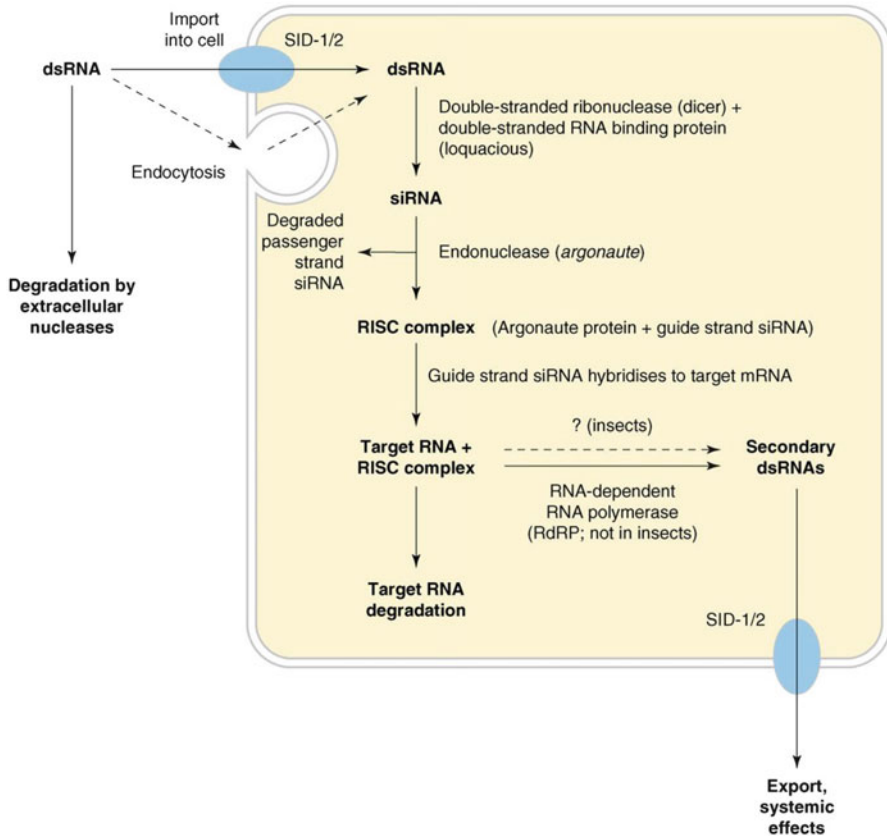 Import
into cell
SID-1/2
dsRNA
dsRNA
Double-stranded ribonuclease (dicer) +
double-stranded RNA binding protein
(loquacious)
Endocytosis
siRNA
Degraded
passenger
strand
siRNA
Endonuclease (argonaute)
Degradation by
extracellular
nucleases
RISC complex (Argonaute protein + guide strand siRNA)
Guide strand siRNA hybridises to target mRNA
? (insects)
Target RNA +
RISC complex
Secondary
dsRNAs
RNA-dependent
RNA polymerase
(RdRP; not in insects)
Target RNA
degradation
SID-1/2
Export,
systemic
effects